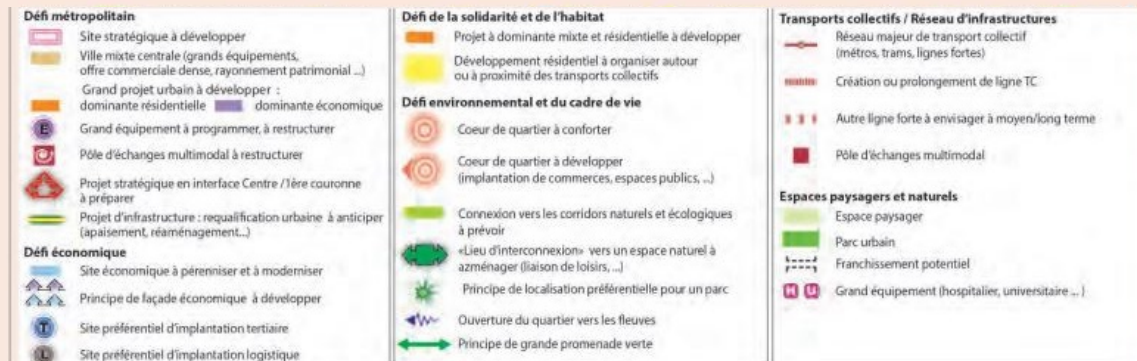 Défi métropolitain
Site stratégique à développer
Ville mixte centrale (grands équipements,
offre commerciale dense, rayonnement patrimonial ...)
Grand projet urbain à développer :
dominante résidentielle dominante économique
E Grand équipement à programmer, à restructurer
Pôle d'échanges multimodal à restructurer
Projet stratégique en interface Centre /1ère couronne
à préparer
Projet d'infrastructure : requalification urbaine à anticiper
(apaisement, réaménagement...)
Défi économique
Site économique à pérenniser et à moderniser
Principe de façade économique à développer
T Site préférentiel d'implantation tertiaire
L Site préférentiel d'implantation logistique
Défi de la solidarité et de l'habitat
Projet à dominante mixte et résidentielle à développer
Développement résidentiel à organiser autour
ou à proximité des transports collectifs
Défi environnemental et du cadre de vie
Coeur de quartier à conforter
Coeur de quartier à développer
(implantation de commerces, espaces publics, ...)
Connexion vers les corridors naturels et écologiques
à prévoir
«Lieu d'interconnexion» vers un espace naturel à
azménager (liaison de loisirs, ...)
Principe de localisation préférentielle pour un parc
Ouverture du quartier vers les fleuves
Principe de grande promenade verte
Transports collectifs / Réseau d'infrastructures
Réseau majeur de transport collectif
(métros, trams, lignes fortes)
Création ou prolongement de ligne TC
Autre ligne forte à envisager à moyen/long terme
Pôle d'échanges multimodal
Espaces paysagers et naturels
Espace paysager
Parc urbain
Franchissement potentiel
H U Grand équipement (hospitalier, universitaire ... )